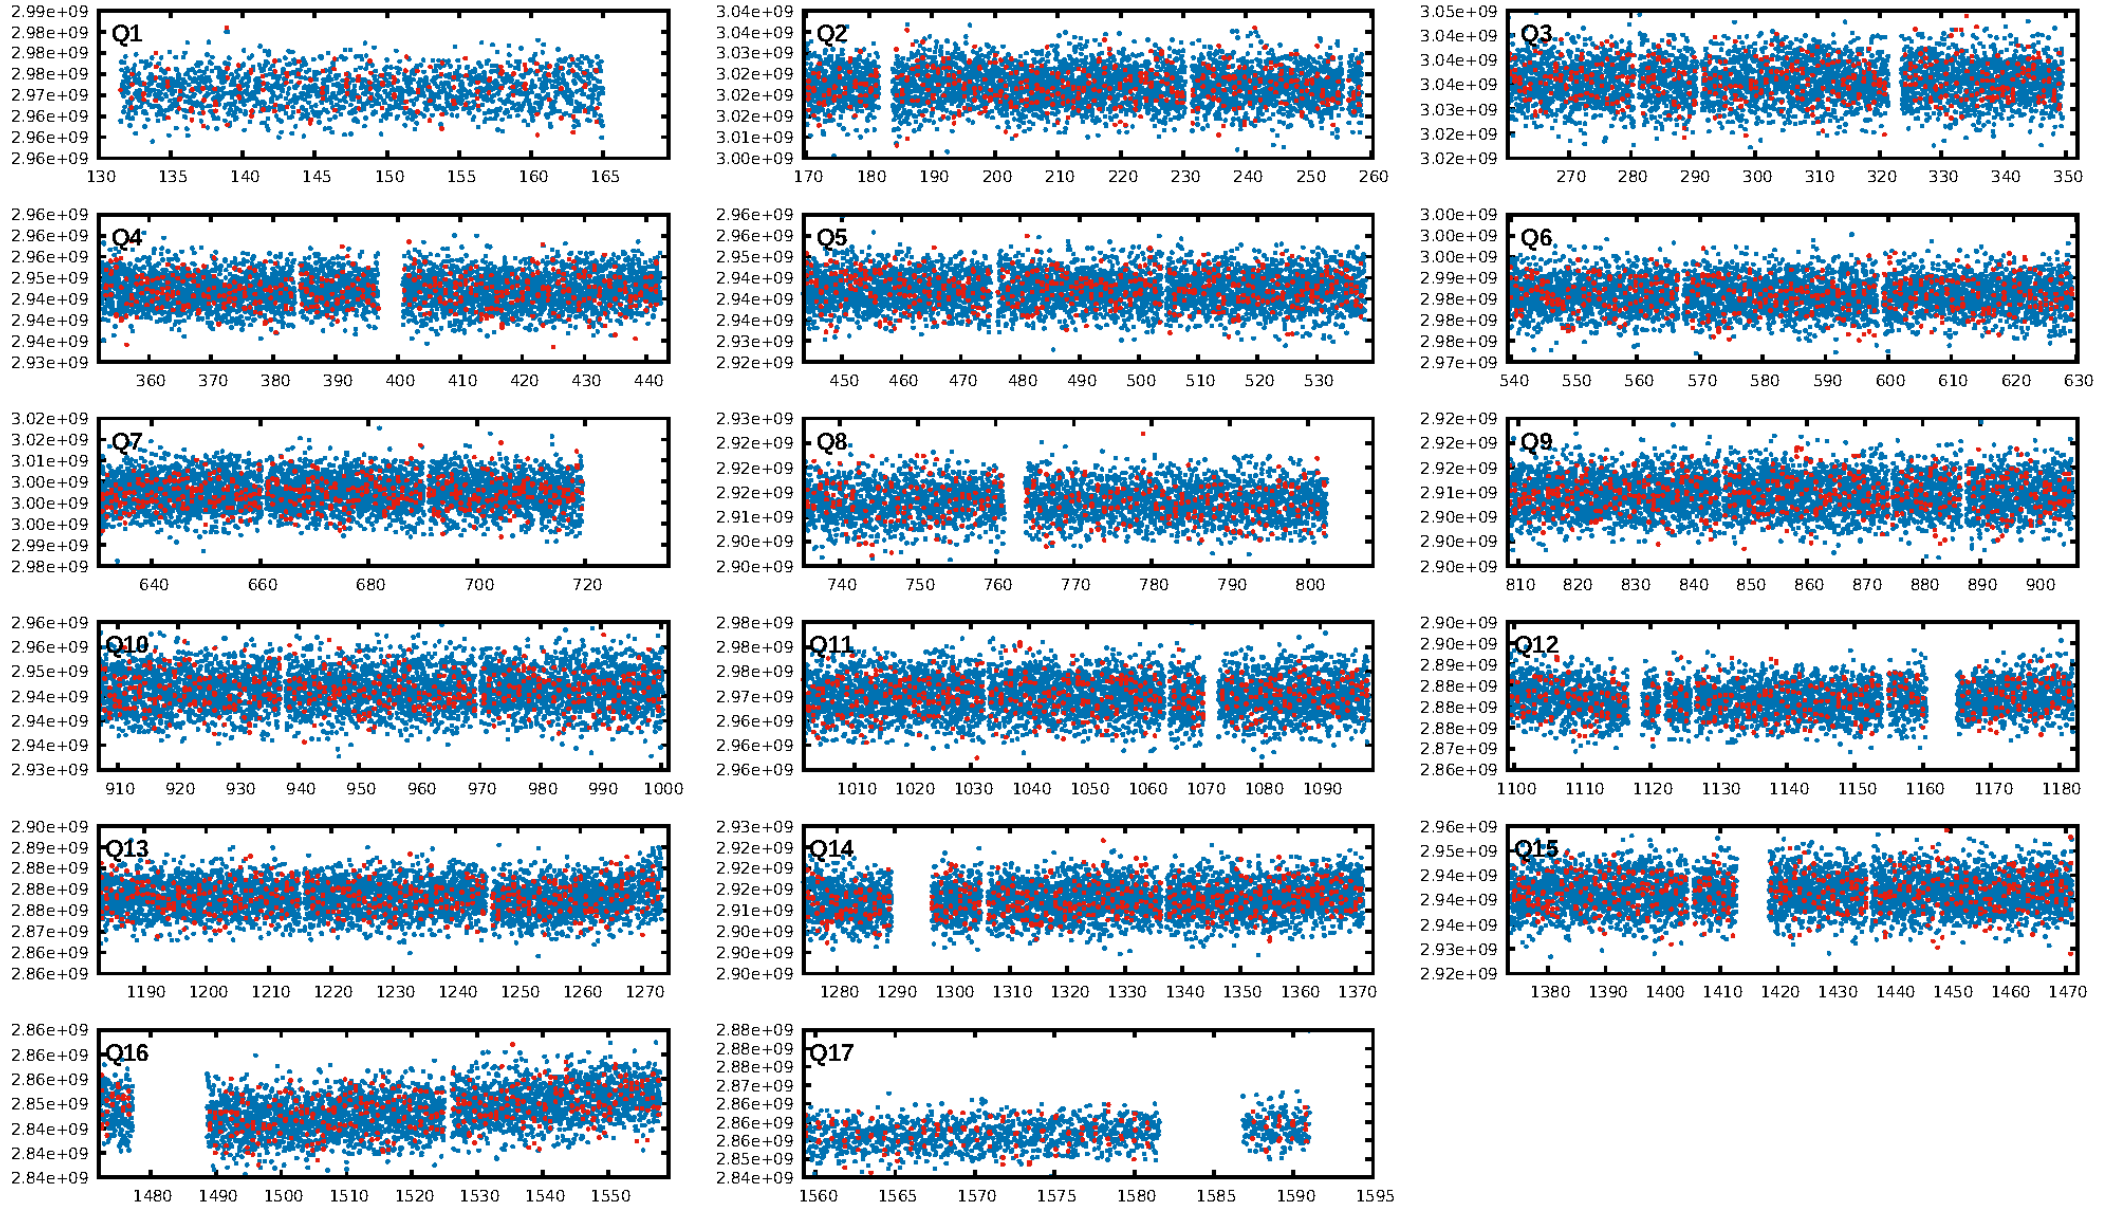 2.99e+09 2.98e+09 2.98e+09 2.98e+09 2.97e+09 2.96e+09 2.96e+09 2.96e+09
Q1
130 135 140 145 150 155 160 165
3.04e+09 3.04e+09 3.03e+09 3.02e+09 3.02e+09 3.02e+09 3.01e+09 3.00e+09
Q2
170 180 190 200 210 220 230 240 250 260
3.05e+09 3.04e+09 3.04e+09 3.04e+09 3.03e+09 3.02e+09 3.02e+09
Q3
270 280 290 300 310 320 330 340 350
2.96e+09 2.96e+09 2.96e+09 2.95e+09 2.94e+09 2.94e+09 2.94e+09 2.93e+09
Q4
360 370 380 390 400 410 420 430 440
2.96e+09 2.96e+09 2.95e+09 2.94e+09 2.94e+09 2.94e+09 2.93e+09 2.92e+09
Q5
450 460 470 480 490 500 510 520 530
3.00e+09 3.00e+09 3.00e+09 2.99e+09 2.98e+09 2.98e+09 2.98e+09 2.97e+09
Q6
540 550 560 570 580 590 600 610 620 630
3.02e+09 3.02e+09 3.01e+09 3.00e+09 3.00e+09 3.00e+09 2.99e+09 2.98e+09
Q7
640 660 680 700 720
2.93e+09 2.92e+09 2.92e+09 2.92e+09 2.91e+09 2.90e+09 2.90e+09
Q8
740 750 760 770 780 790 800
2.92e+09 2.92e+09 2.92e+09 2.91e+09 2.90e+09 2.90e+09 2.90e+09
Q9
810 820 830 840 850 860 870 880 890 900
2.96e+09 2.96e+09 2.95e+09 2.94e+09 2.94e+09 2.94e+09 2.93e+09
Q10
910 920 930 940 950 960 970 980 990 1000
2.98e+09 2.98e+09 2.98e+09 2.97e+09 2.96e+09 2.96e+09 2.96e+09
Q11
1010 1020 1030 1040 1050 1060 1070 1080 1090
2.90e+09 2.90e+09 2.89e+09 2.88e+09 2.88e+09 2.88e+09 2.87e+09 2.86e+09
Q12
1100 1110 1120 1130 1140 1150 1160 1170 1180
2.90e+09 2.89e+09 2.88e+09 2.88e+09 2.88e+09 2.87e+09 2.86e+09 2.86e+09
Q13
1190 1200 1210 1220 1230 1240 1250 1260 1270
2.93e+09 2.92e+09 2.92e+09 2.92e+09 2.91e+09 2.90e+09 2.90e+09 2.90e+09
Q14
1280 1290 1300 1310 1320 1330 1340 1350 1360 1370
2.96e+09 2.95e+09 2.94e+09 2.94e+09 2.94e+09 2.93e+09 2.92e+09
Q15
1380 1390 1400 1410 1420 1430 1440 1450 1460 1470
2.86e+09 2.86e+09 2.86e+09 2.85e+09 2.84e+09 2.84e+09 2.84e+09
Q16
1480 1490 1500 1510 1520 1530 1540 1550
2.88e+09 2.88e+09 2.88e+09 2.87e+09 2.86e+09 2.86e+09 2.86e+09 2.85e+09 2.84e+09
Q17
1560 1565 1570 1575 1580 1585 1590 1595